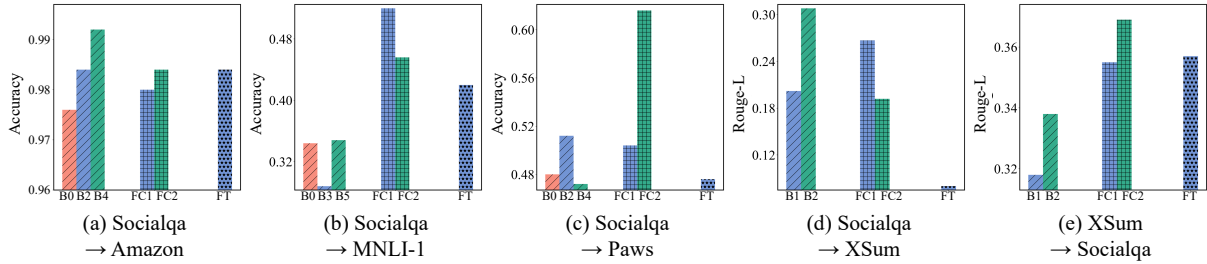 Accuracy
0.99
0.98
0.97
0.96
B0 B2 B4 FC1 FC2 FT
(a) Socialqa
→ Amazon
Accuracy
0.48
0.40
0.32
B0 B3 B5 FC1 FC2 FT
(b) Socialqa
→ MNLI-1
Accuracy
0.60
0.56
0.52
0.48
B0 B2 B4 FC1 FC2 FT
(c) Socialqa
→ Paws
Rouge-L
0.30
0.24
0.18
0.12
B1 B2 FC1 FC2 FT
(d) Socialqa
→ XSum
Rouge-L
0.36
0.34
0.32
B1 B2 FC1 FC2 FT
(e) XSum
→ Socialqa